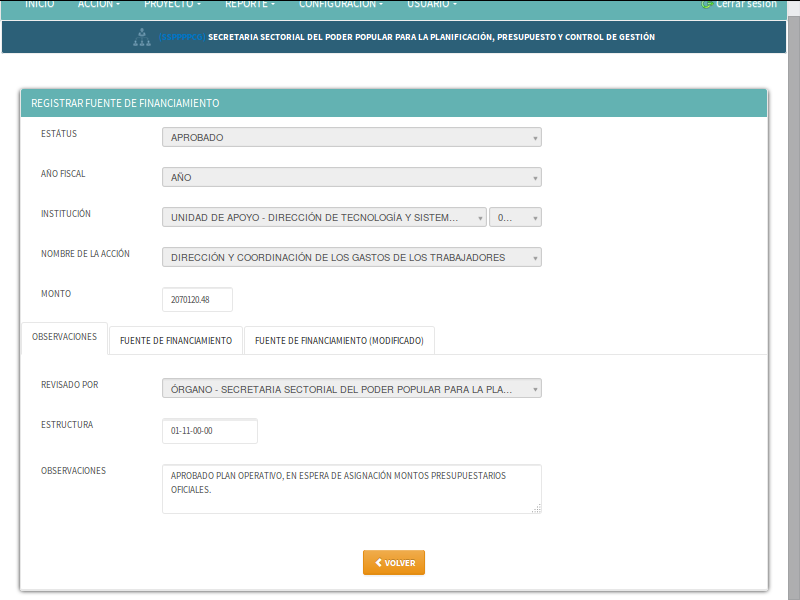 INICIO ACCIÓN PROYECTO REPORTE CONFIGURACIÓN USUARIO Cerrar sesión
(SSPPPPCG) SECRETARIA SECTORIAL DEL PODER POPULAR PARA LA PLANIFICACIÓN, PRESUPUESTO Y CONTROL DE GESTIÓN
REGISTRAR FUENTE DE FINANCIAMIENTO
ESTÁTUS APROBADO
AÑO FISCAL AÑO
INSTITUCIÓN UNIDAD DE APOYO - DIRECCIÓN DE TECNOLOGÍA Y SISTEM... 0...
NOMBRE DE LA ACCIÓN DIRECCIÓN Y COORDINACIÓN DE LOS GASTOS DE LOS TRABAJADORES
MONTO 2070120.48
OBSERVACIONES FUENTE DE FINANCIAMIENTO FUENTE DE FINANCIAMIENTO (MODIFICADO)
REVISADO POR ÓRGANO - SECRETARIA SECTORIAL DEL PODER POPULAR PARA LA PLA...
ESTRUCTURA 01-11-00-00
OBSERVACIONES APROBADO PLAN OPERATIVO, EN ESPERA DE ASIGNACIÓN MONTOS PRESUPUESTARIOS
OFICIALES.
VOLVER